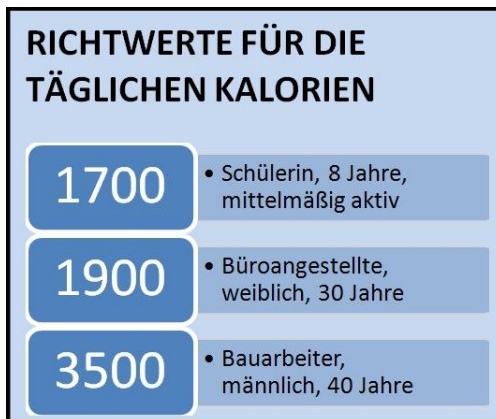 RICHTWERTE FÜR DIE
TÄGLICHEN KALORIEN
1700
• Schülerin, 8 Jahre,
mittelmäßig aktiv
1900
• Büroangestellte,
weiblich, 30 Jahre
3500
• Bauarbeiter,
männlich, 40 Jahre